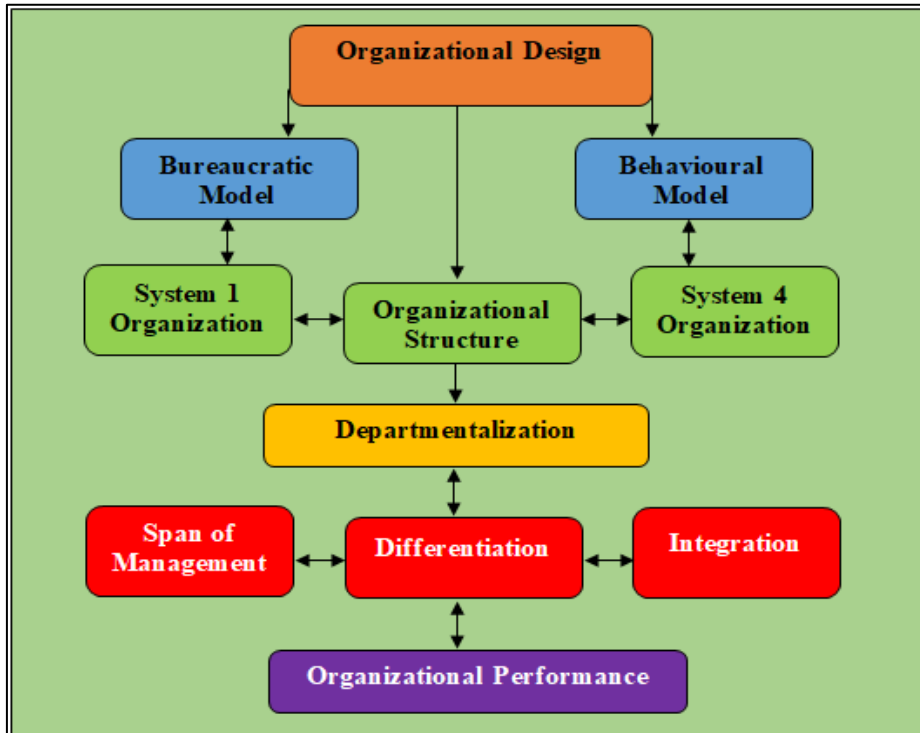 Organizational Design
Bureaucratic
Model
Behavioural
Model
System 1
Organization
Organizational
Structure
System 4
Organization
Departmentalization
Span of
Management
Differentiation
Integration
Organizational Performance